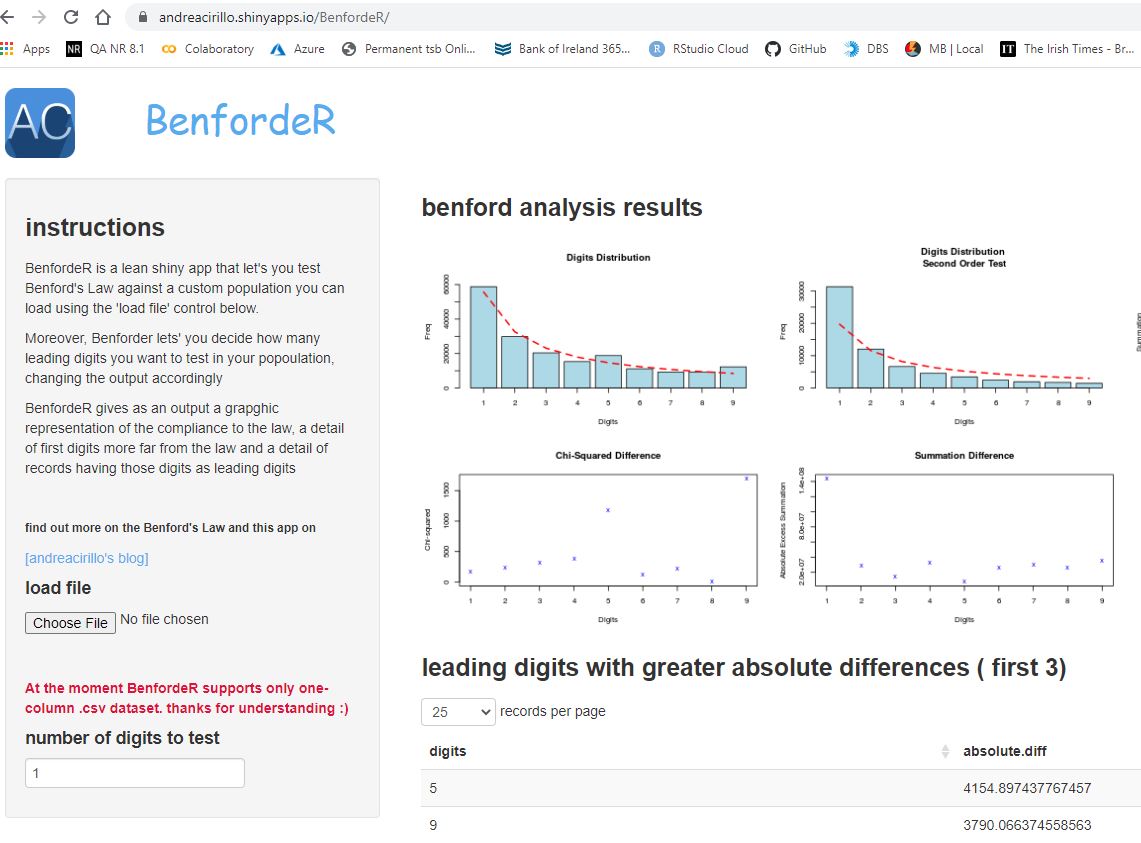 andreacirillo.shinyapps.io/BenfordeR/
Apps NR QA NR 8.1 Colaboratory Azure Permanent tsb Onli... Bank of Ireland 365... R RStudio Cloud GitHub DBS MB | Local IT The Irish Times - Br...
AC BenfordeR
instructions
BenfordeR is a lean shiny app that let's you test
Benford's Law against a custom population you can
load using the 'load file' control below.
Moreover, Benforder lets' you decide how many
leading digits you want to test in your popoulation,
changing the output accordingly
BenfordeR gives as an output a grapghic
representation of the compliance to the law, a detail
of first digits more far from the law and a detail of
records having those digits as leading digits
find out more on the Benford's Law and this app on
[andreacirillo's blog]
load file
Choose File No file chosen
At the moment BenfordeR supports only one-
column .csv dataset. thanks for understanding :)
number of digits to test
1
benford analysis results
Digits Distribution
Freq
0 20000 40000 60000
1 2 3 4 5 6 7 8 9
Digits
Digits Distribution
Second Order Test
Freq
0 10000 20000 30000
1 2 3 4 5 6 7 8 9
Digits
Summation
Chi-Squared Difference
Chi-squared
0 500 1000 1500
1 2 3 4 5 6 7 8 9
Digits
Summation Difference
Absolute Excess Summation
2.0e+07 8.0e+07 1.4e+08
1 2 3 4 5 6 7 8 9
Digits
leading digits with greater absolute differences ( first 3)
25 records per page
digits absolute.diff
5 4154.897437767457
9 3790.066374558563